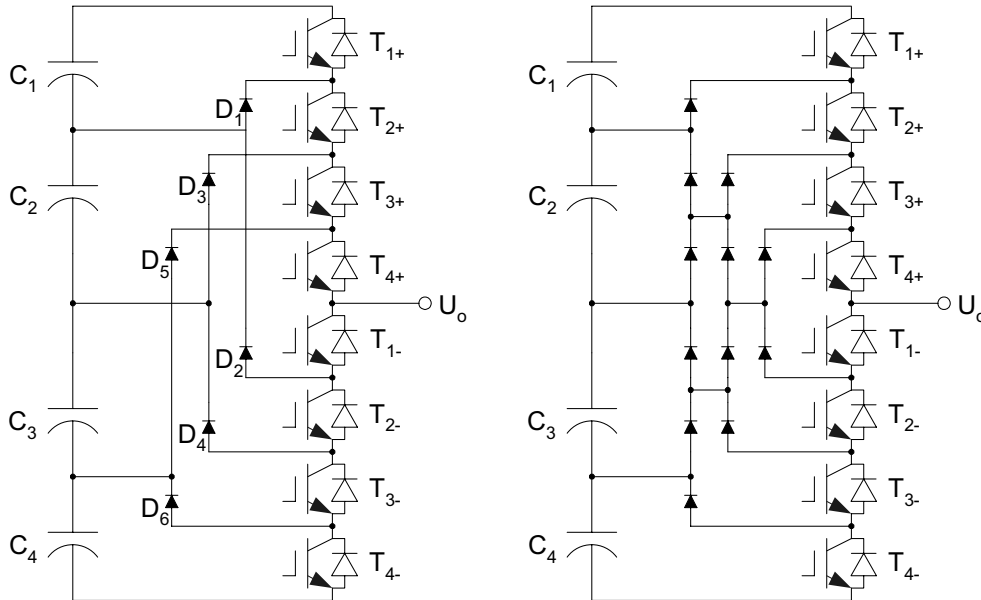 C1
C2
C3
C4
D1
D3
D5
D2
D4
D6
T1+
T2+
T3+
T4+
T1-
T2-
T3-
T4-
Uo
C1
C2
C3
C4
T1+
T2+
T3+
T4+
T1-
T2-
T3-
T4-
Uo